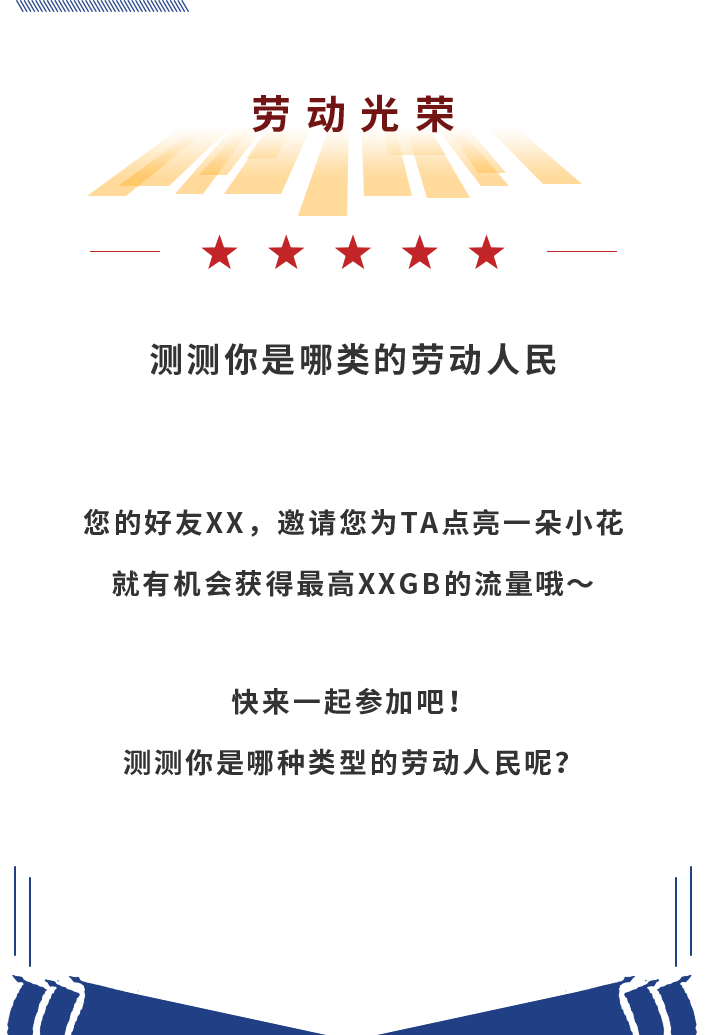 劳动光荣
测测你是哪类的劳动人民
您的好友XX，邀请您为TA点亮一朵小花
就有机会获得最高XXGB的流量哦～
快来一起参加吧！
测测你是哪种类型的劳动人民呢？